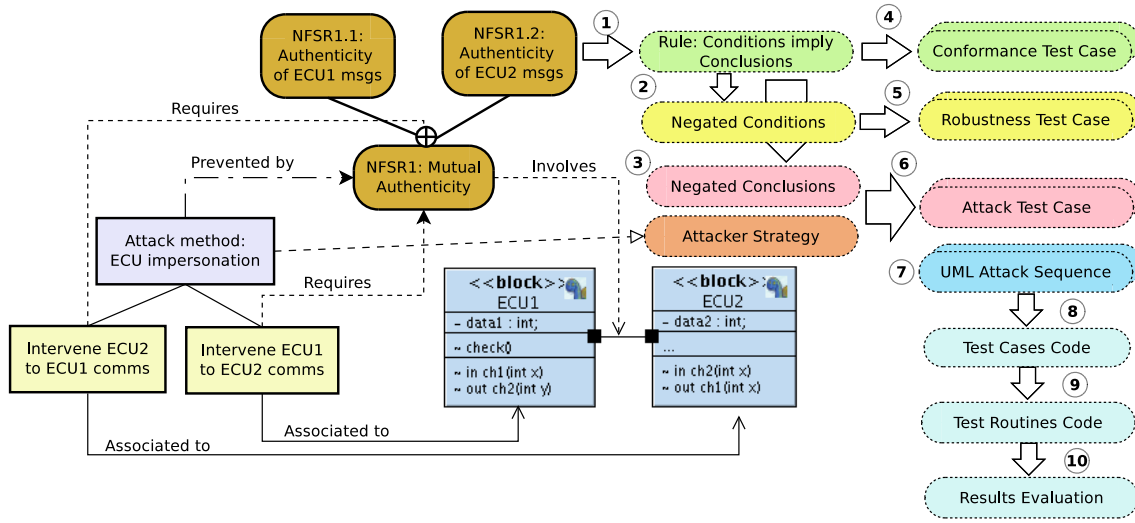 NFSR1.1:
Authenticity
of ECU1 msgs
NFSR1.2:
Authenticity
of ECU2 msgs
1
Rule: Conditions imply
Conclusions
4
Conformance Test Case
2
Negated Conditions
5
Robustness Test Case
Requires
Prevented by
NFSR1: Mutual
Authenticity
Involves
3
Negated Conclusions
6
Attack Test Case
Attacker Strategy
Attack method:
ECU impersonation
Requires
7
UML Attack Sequence
8
Test Cases Code
9
Test Routines Code
10
Results Evaluation
Intervene ECU2
to ECU1 comms
Intervene ECU1
to ECU2 comms
<<block>>
ECU1
- data1 : int;
~ check()
~ in ch1(int x)
~ out ch2(int y)
<<block>>
ECU2
- data2 : int;
...
~ in ch2(int x)
~ out ch1(int x)
Associated to
Associated to